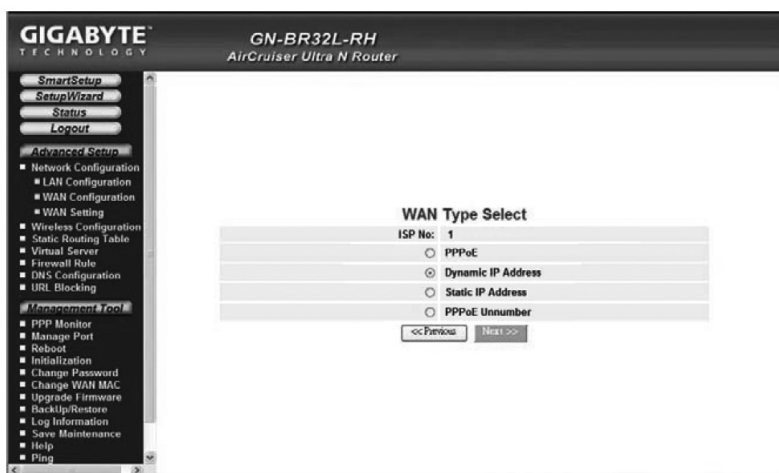 GIGABYTE
TECHNOLOGY
GN-BR32L-RH
AirCruiser Ultra N Router
SmartSetup
SetupWizard
Status
Logout
Advanced Setup
Network Configuration
LAN Configuration
WAN Configuration
WAN Setting
Wireless Configuration
Static Routing Table
Virtual Server
Firewall Rule
DNS Configuration
URL Blocking
Management Tool
PPP Monitor
Manage Port
Reboot
Initialization
Change Password
Change WAN MAC
Upgrade Firmware
BackUp/Restore
Log Information
Save Maintenance
Help
Ping
WAN Type Select
ISP No: 1
PPPoE
Dynamic IP Address
Static IP Address
PPPoE Unnumber
<< Previous Next >>